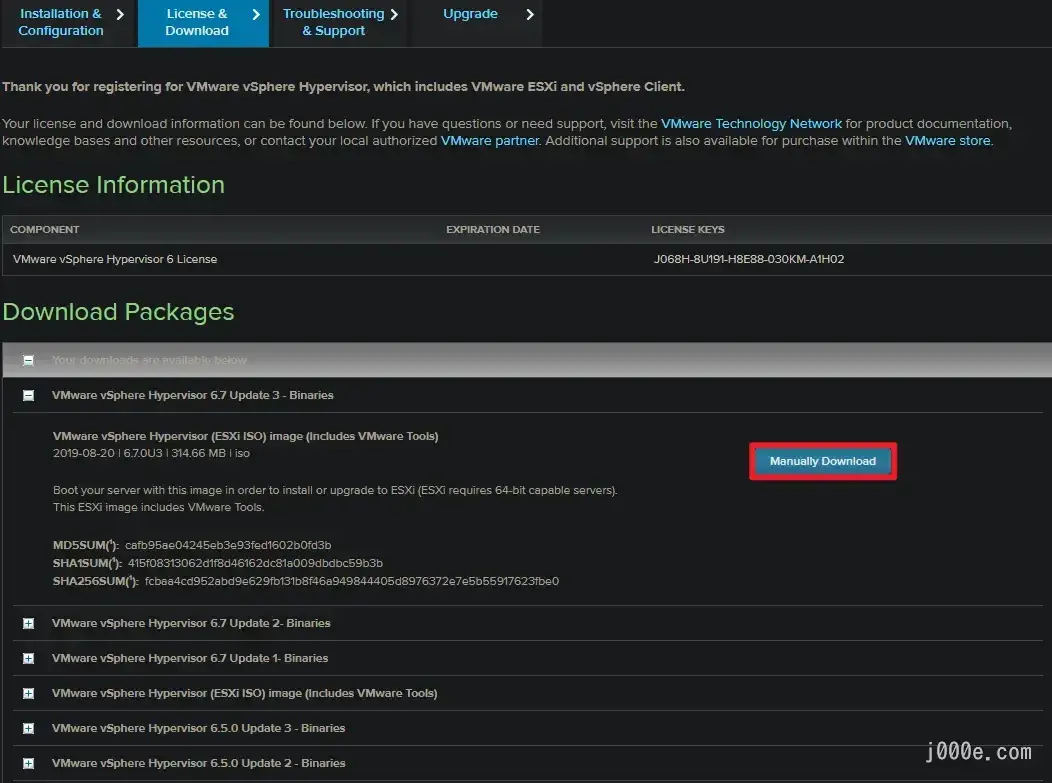 Installation &
Configuration
License &
Download
Troubleshooting
& Support
Upgrade
Thank you for registering for VMware vSphere Hypervisor, which includes VMware ESXi and vSphere Client.
Your license and download information can be found below. If you have questions or need support, visit the VMware Technology Network for product documentation,
knowledge bases and other resources, or contact your local authorized VMware partner. Additional support is also available for purchase within the VMware store.
License Information
COMPONENT EXPIRATION DATE LICENSE KEYS
VMware vSphere Hypervisor 6 License J068H-8U191-H8E88-030KM-A1H02
Download Packages
Your downloads are available below
VMware vSphere Hypervisor 6.7 Update 3 - Binaries
VMware vSphere Hypervisor (ESXi ISO) image (Includes VMware Tools)
2019-08-20 | 6.7.0U3 | 314.66 MB | iso
Manually Download
Boot your server with this image in order to install or upgrade to ESXi (ESXi requires 64-bit capable servers).
This ESXi image includes VMware Tools.
MD5SUM(¹): cafb95ae04245eb3e93fed1602b0fd3b
SHA1SUM(¹): 415f08313062d1f8d46162dc81a009dbdbc59b3b
SHA256SUM(¹): fcbaa4cd952abd9e629fb131b8f46a949844405d8976372e7e5b55917623fbe0
VMware vSphere Hypervisor 6.7 Update 2- Binaries
VMware vSphere Hypervisor 6.7 Update 1- Binaries
VMware vSphere Hypervisor (ESXi ISO) image (Includes VMware Tools)
VMware vSphere Hypervisor 6.5.0 Update 3 - Binaries
VMware vSphere Hypervisor 6.5.0 Update 2 - Binaries
j000e.com